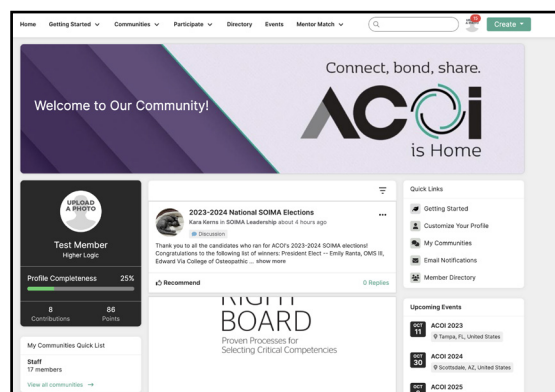 Home Getting Started Communities Participate Directory Events Mentor Match Create
Welcome to Our Community!
Connect, bond, share.
ACOi
is Home
UPLOAD
A PHOTO
Test Member
Higher Logic
Profile Completeness 25%
8 86
Contributions Points
My Communities Quick List
Staff
17 members
View all communities →
2023-2024 National SOIMA Elections
Kara Kerns in SOIMA Leadership about 4 hours ago
Discussion
Thank you to all the candidates who ran for ACOI's 2023-2024 SOIMA elections!
Congratulations to the following list of winners: President Elect -- Emily Ranta, OMS III,
Edward Via College of Osteopathic ... show more
Recommend 0 Replies
RIGHT
BOARD
Proven Processes for
Selecting Critical Competencies
Quick Links
Getting Started
Customize Your Profile
My Communities
Email Notifications
Member Directory
Upcoming Events
OCT
11
ACOI 2023
Tampa, FL, United States
OCT
30
ACOI 2024
Scottsdale, AZ, United States
OCT
ACOI 2025